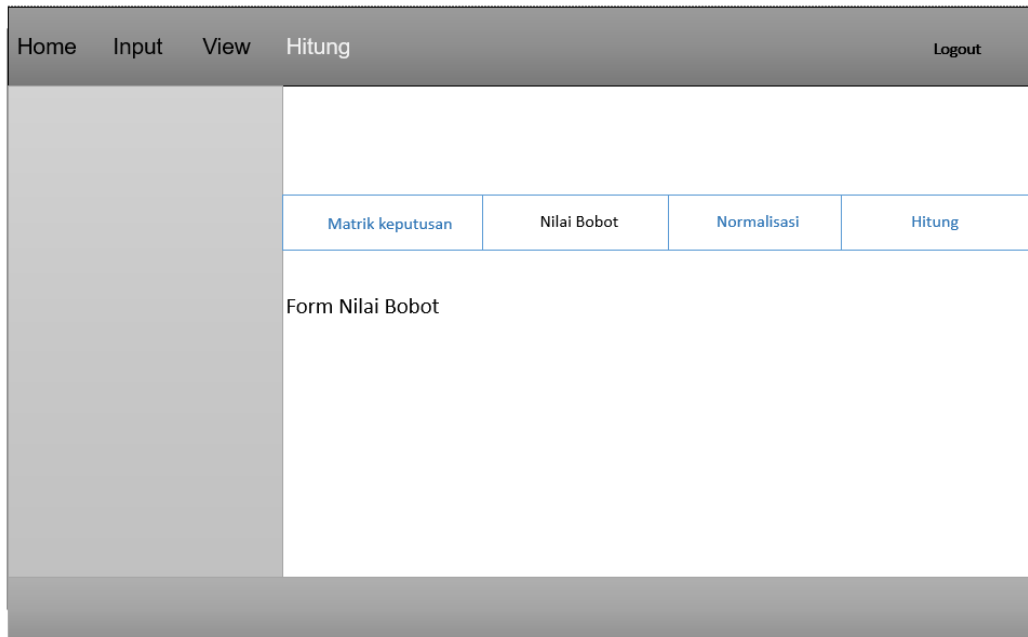 Home Input View Hitung Logout
Matrik keputusan Nilai Bobot Normalisasi Hitung
Form Nilai Bobot